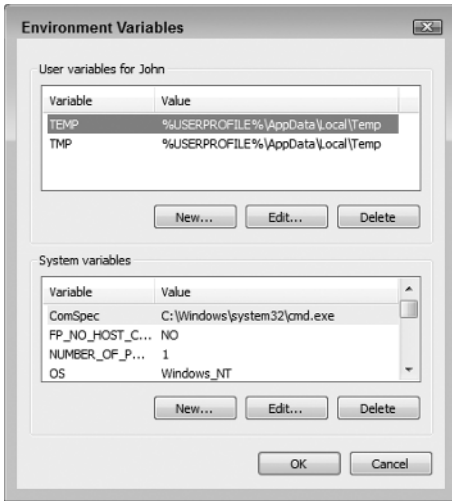 Environment Variables
User variables for John
Variable Value
TEMP %USERPROFILE%\AppData\Local\Temp
TMP %USERPROFILE%\AppData\Local\Temp
New... Edit... Delete
System variables
Variable Value
ComSpec C:\Windows\system32\cmd.exe
FP_NO_HOST_C... NO
NUMBER_OF_P... 1
OS Windows_NT
New... Edit... Delete
OK Cancel